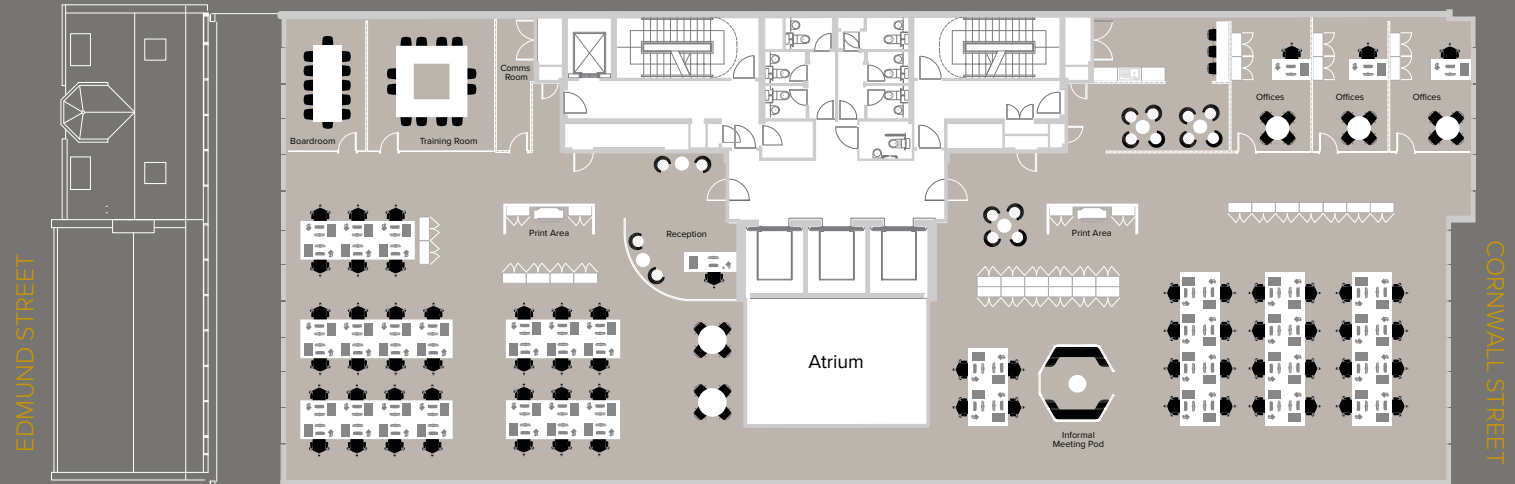 EDMUND STREET
Boardroom
Training Room
Comms
Room
Offices
Offices
Offices
Print Area
Reception
Print Area
Atrium
Informal
Meeting Pod
CORNWALL STREET